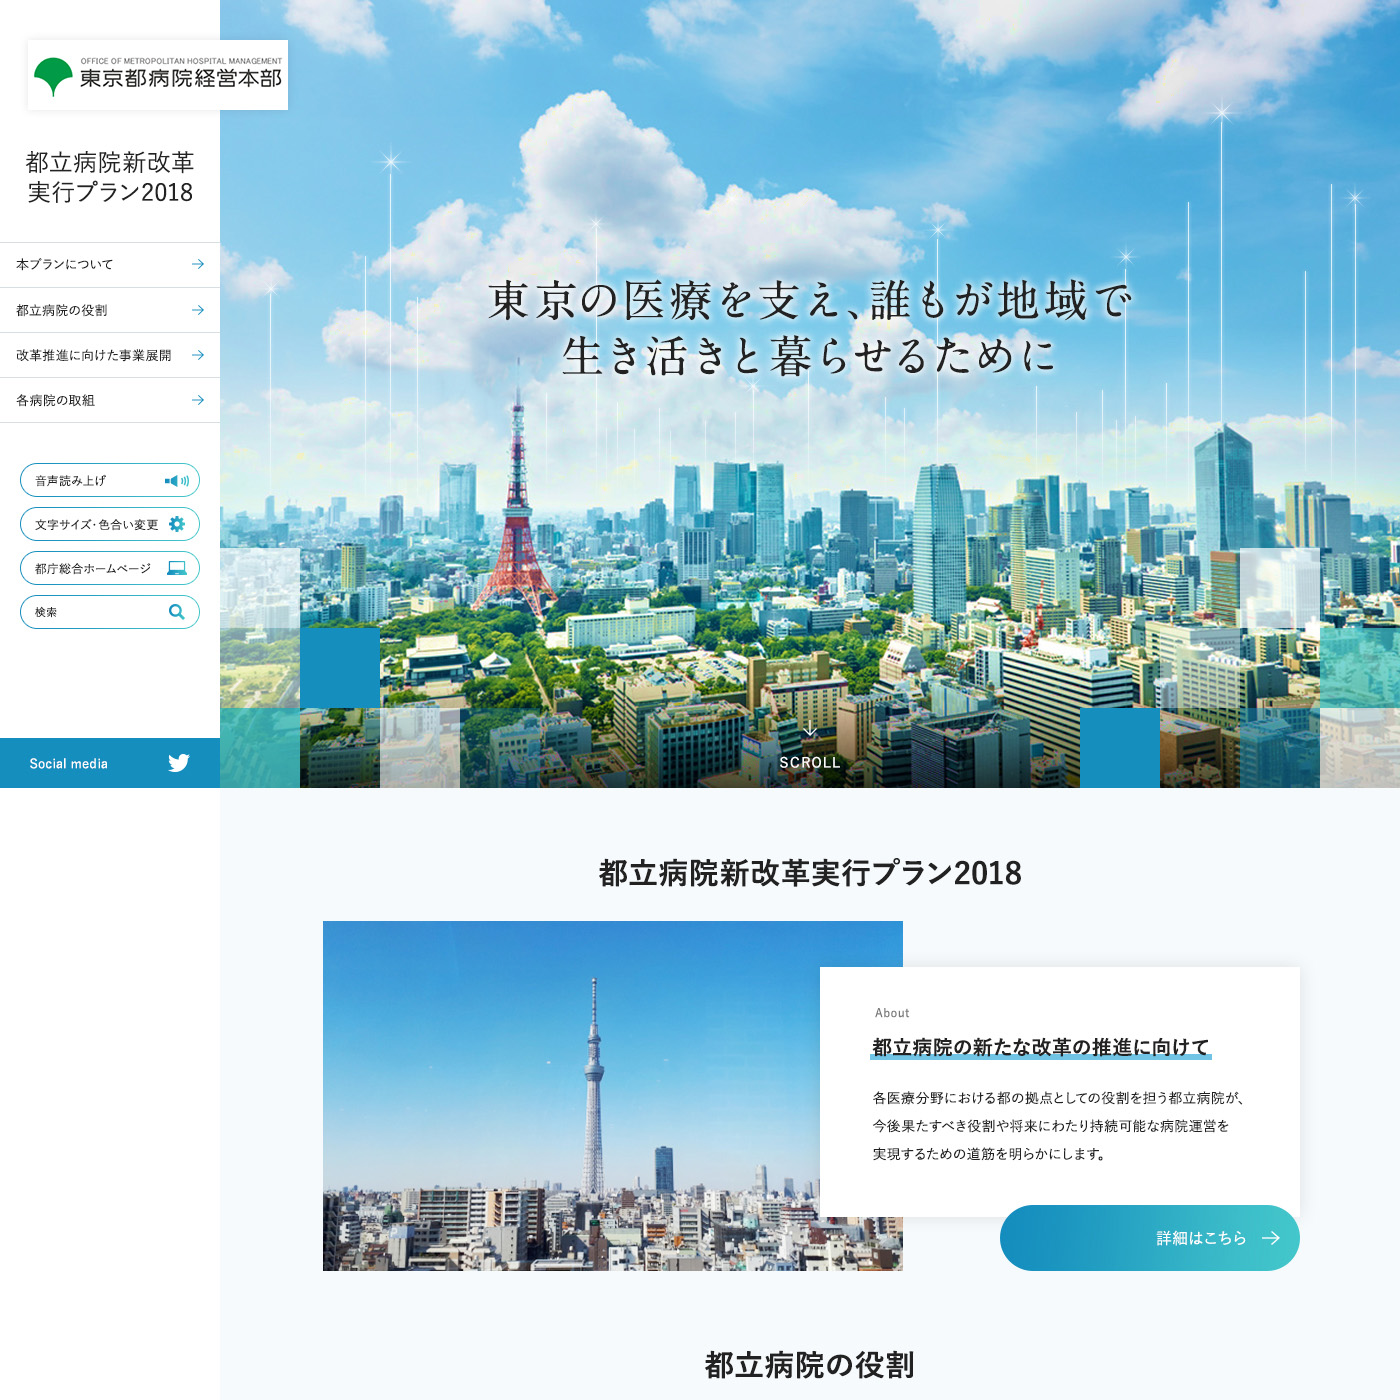 OFFICE OF METROPOLITAN HOSPITAL MANAGEMENT
東京都病院経営本部
都立病院新改革
実行プラン2018
本プランについて
都立病院の役割
改革推進に向けた事業展開
各病院の取組
音声読み上げ
文字サイズ・色合い変更
都庁総合ホームページ
検索
Social media
東京の医療を支え、誰もが地域で
生き活きと暮らせるために
SCROLL
都立病院新改革実行プラン2018
About
都立病院の新たな改革の推進に向けて
各医療分野における都の拠点としての役割を担う都立病院が、
今後果たすべき役割や将来にわたり持続可能な病院運営を
実現するための道筋を明らかにします。
詳細はこちら
都立病院の役割